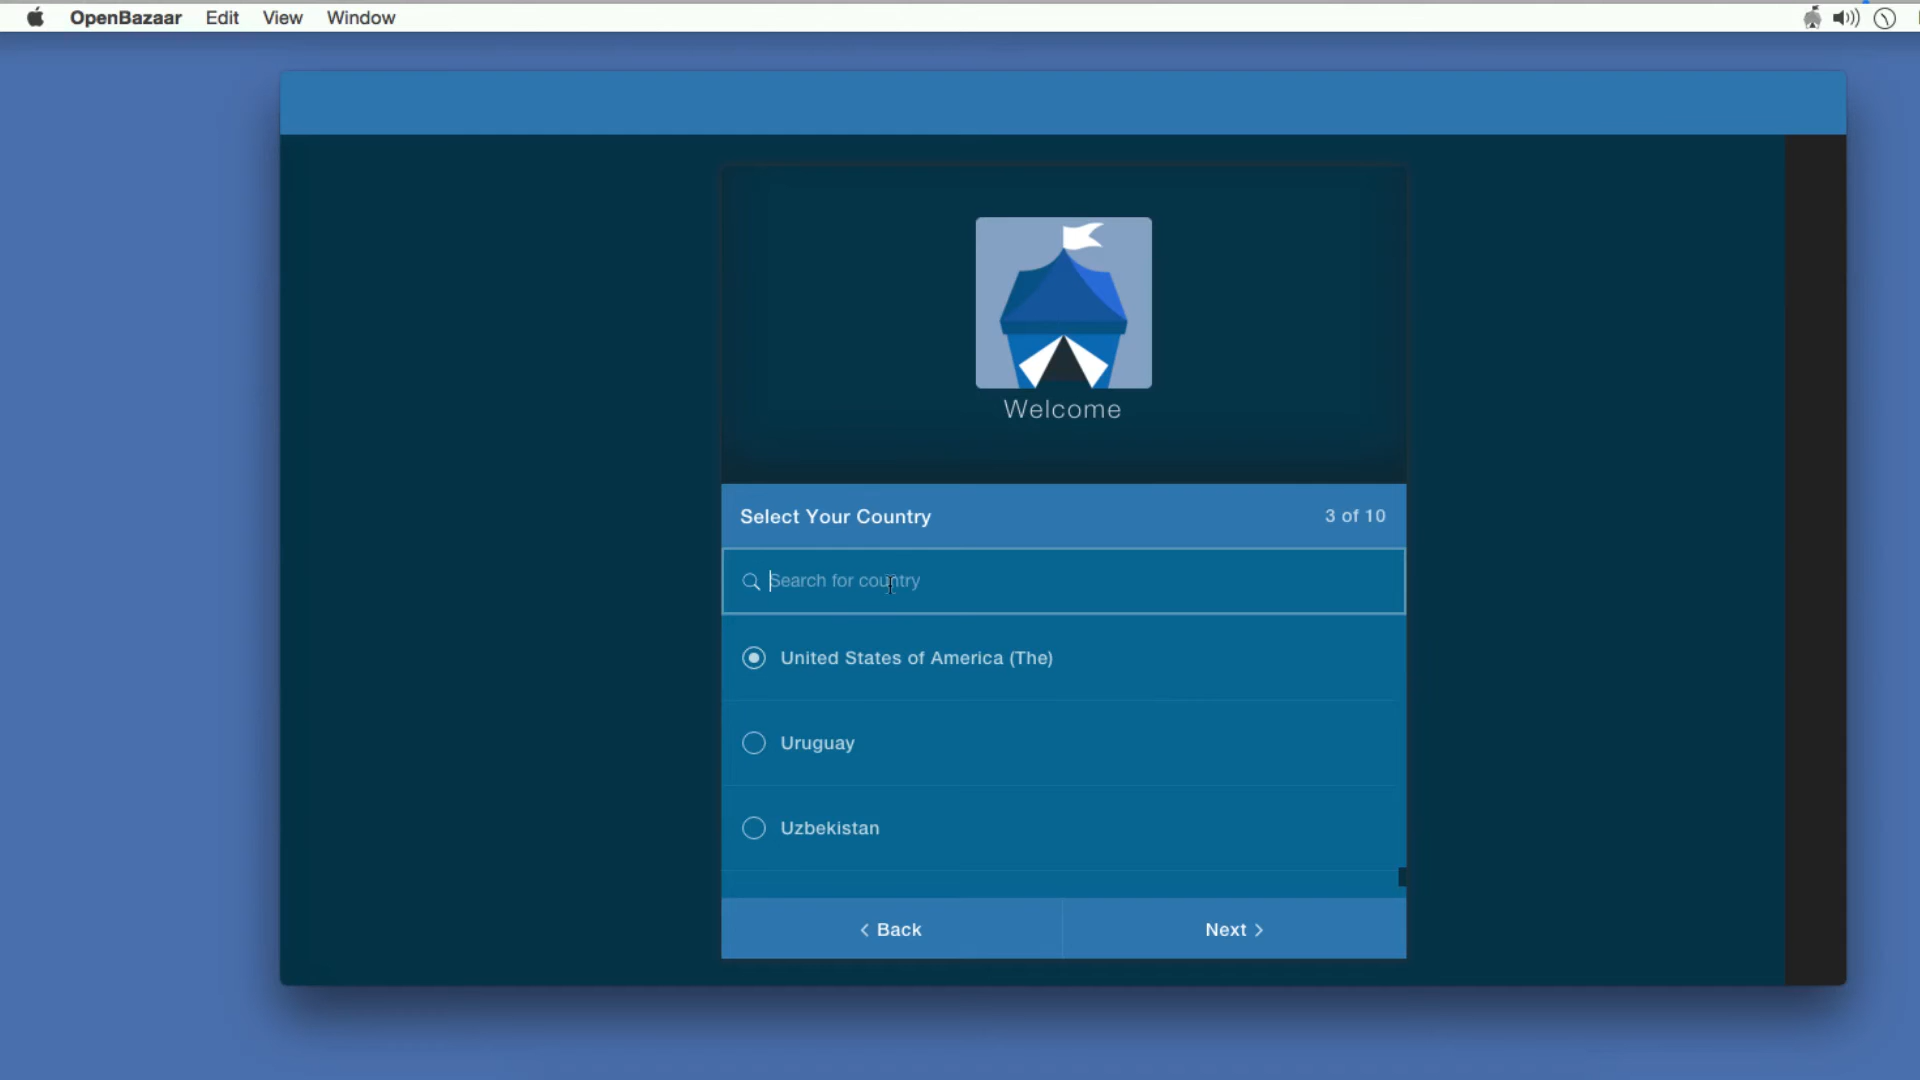 OpenBazaar Edit View Window
Welcome
Select Your Country 3 of 10
Search for country
United States of America (The)
Uruguay
Uzbekistan
< Back Next >